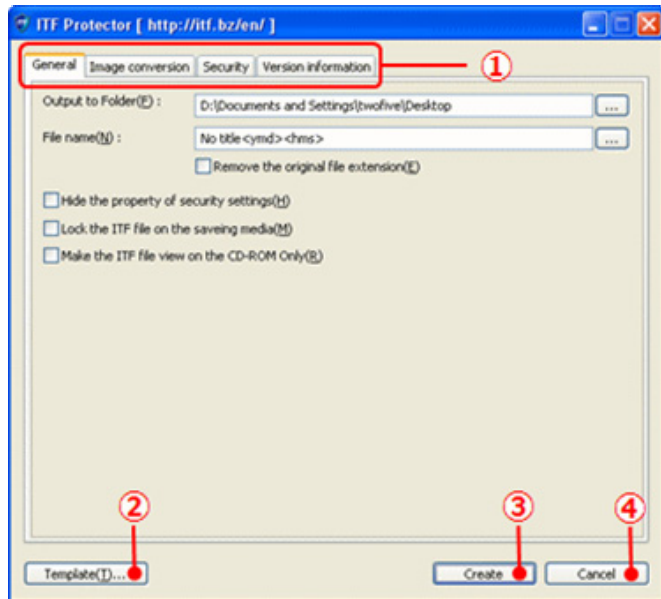 ITF Protector [ http://itf.bz/en/ ]
General Image conversion Security Version information
①
Output to Folder(F) : D:\Documents and Settings\twofive\Desktop ...
File name(N) : No title<ymd><hms> ...
Remove the original file extension(E)
Hide the property of security settings(H)
Lock the ITF file on the saveing media(M)
Make the ITF file view on the CD-ROM Only(R)
② ③ ④
Template(T)... Create Cancel